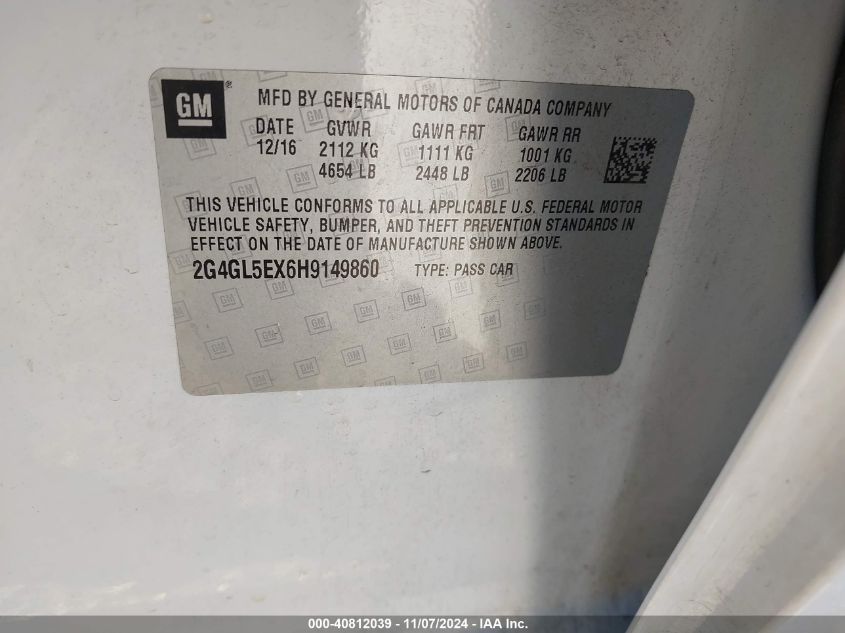 GM ®
MFD BY GENERAL MOTORS OF CANADA COMPANY
DATE GVWR GAWR FRT GAWR RR
12/16 2112 KG 1111 KG 1001 KG
4654 LB 2448 LB 2206 LB
THIS VEHICLE CONFORMS TO ALL APPLICABLE U.S. FEDERAL MOTOR
VEHICLE SAFETY, BUMPER, AND THEFT PREVENTION STANDARDS IN
EFFECT ON THE DATE OF MANUFACTURE SHOWN ABOVE.
2G4GL5EX6H9149860 TYPE: PASS CAR
000-40812039 - 11/07/2024 - IAA Inc.